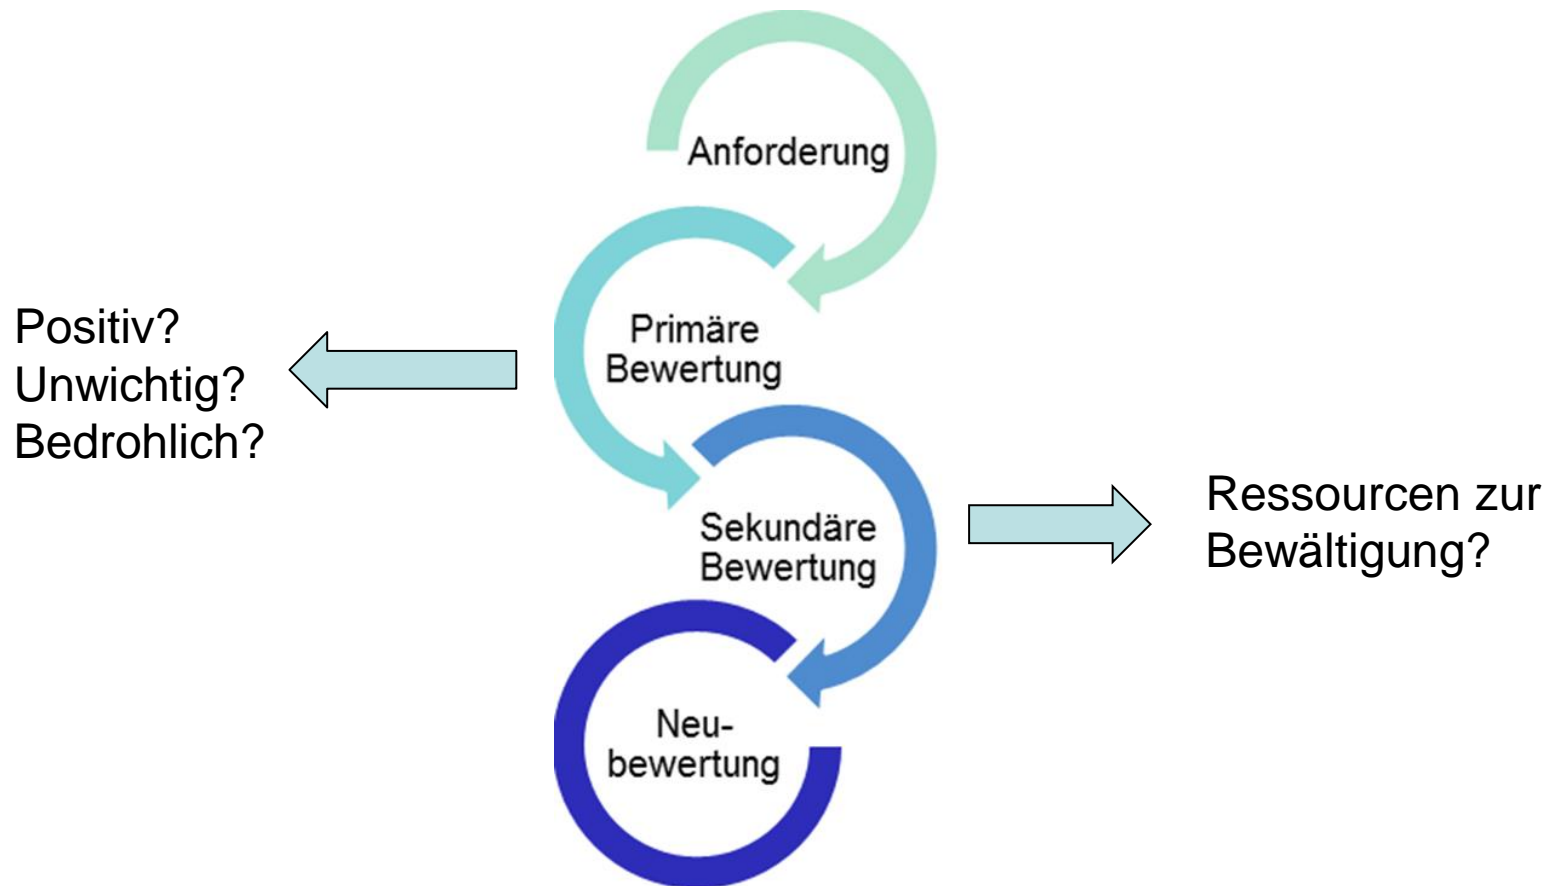 Anforderung
Positiv?
Unwichtig?
Bedrohlich?
Primäre
Bewertung
Sekundäre
Bewertung
Ressourcen zur
Bewältigung?
Neu-
bewertung